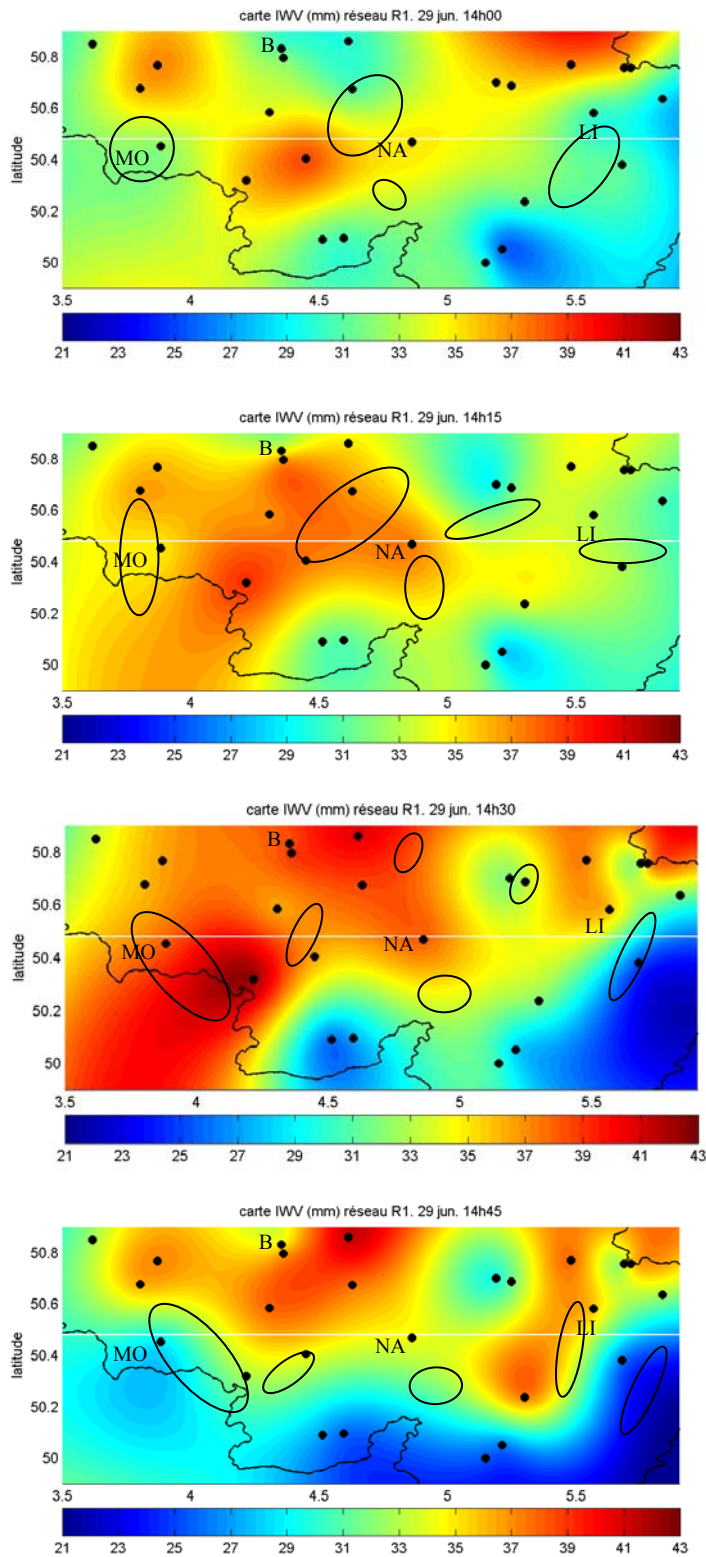 carte IWV (mm) réseau R1. 29 jun. 14h00
50.8
B
50.6
LI
MO
NA
50.4
latitude
50.2
50
3.5 4 4.5 5 5.5
21 23 25 27 29 31 33 35 37 39 41 43
carte IWV (mm) réseau R1. 29 jun. 14h15
50.8
B
50.6
LI
NA
MO
50.4
latitude
50.2
50
3.5 4 4.5 5 5.5
21 23 25 27 29 31 33 35 37 39 41 43
carte IWV (mm) réseau R1. 29 jun. 14h30
50.8
B
50.6
LI
NA
MO
50.4
latitude
50.2
50
3.5 4 4.5 5 5.5
21 23 25 27 29 31 33 35 37 39 41 43
carte IWV (mm) réseau R1. 29 jun. 14h45
50.8
B
50.6
LI
NA
MO
50.4
latitude
50.2
50
3.5 4 4.5 5 5.5
21 23 25 27 29 31 33 35 37 39 41 43